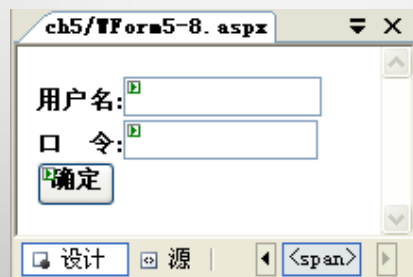 ch5/WForm5-8.aspx
用户名:
口 令:
确定
设计 源 <span>